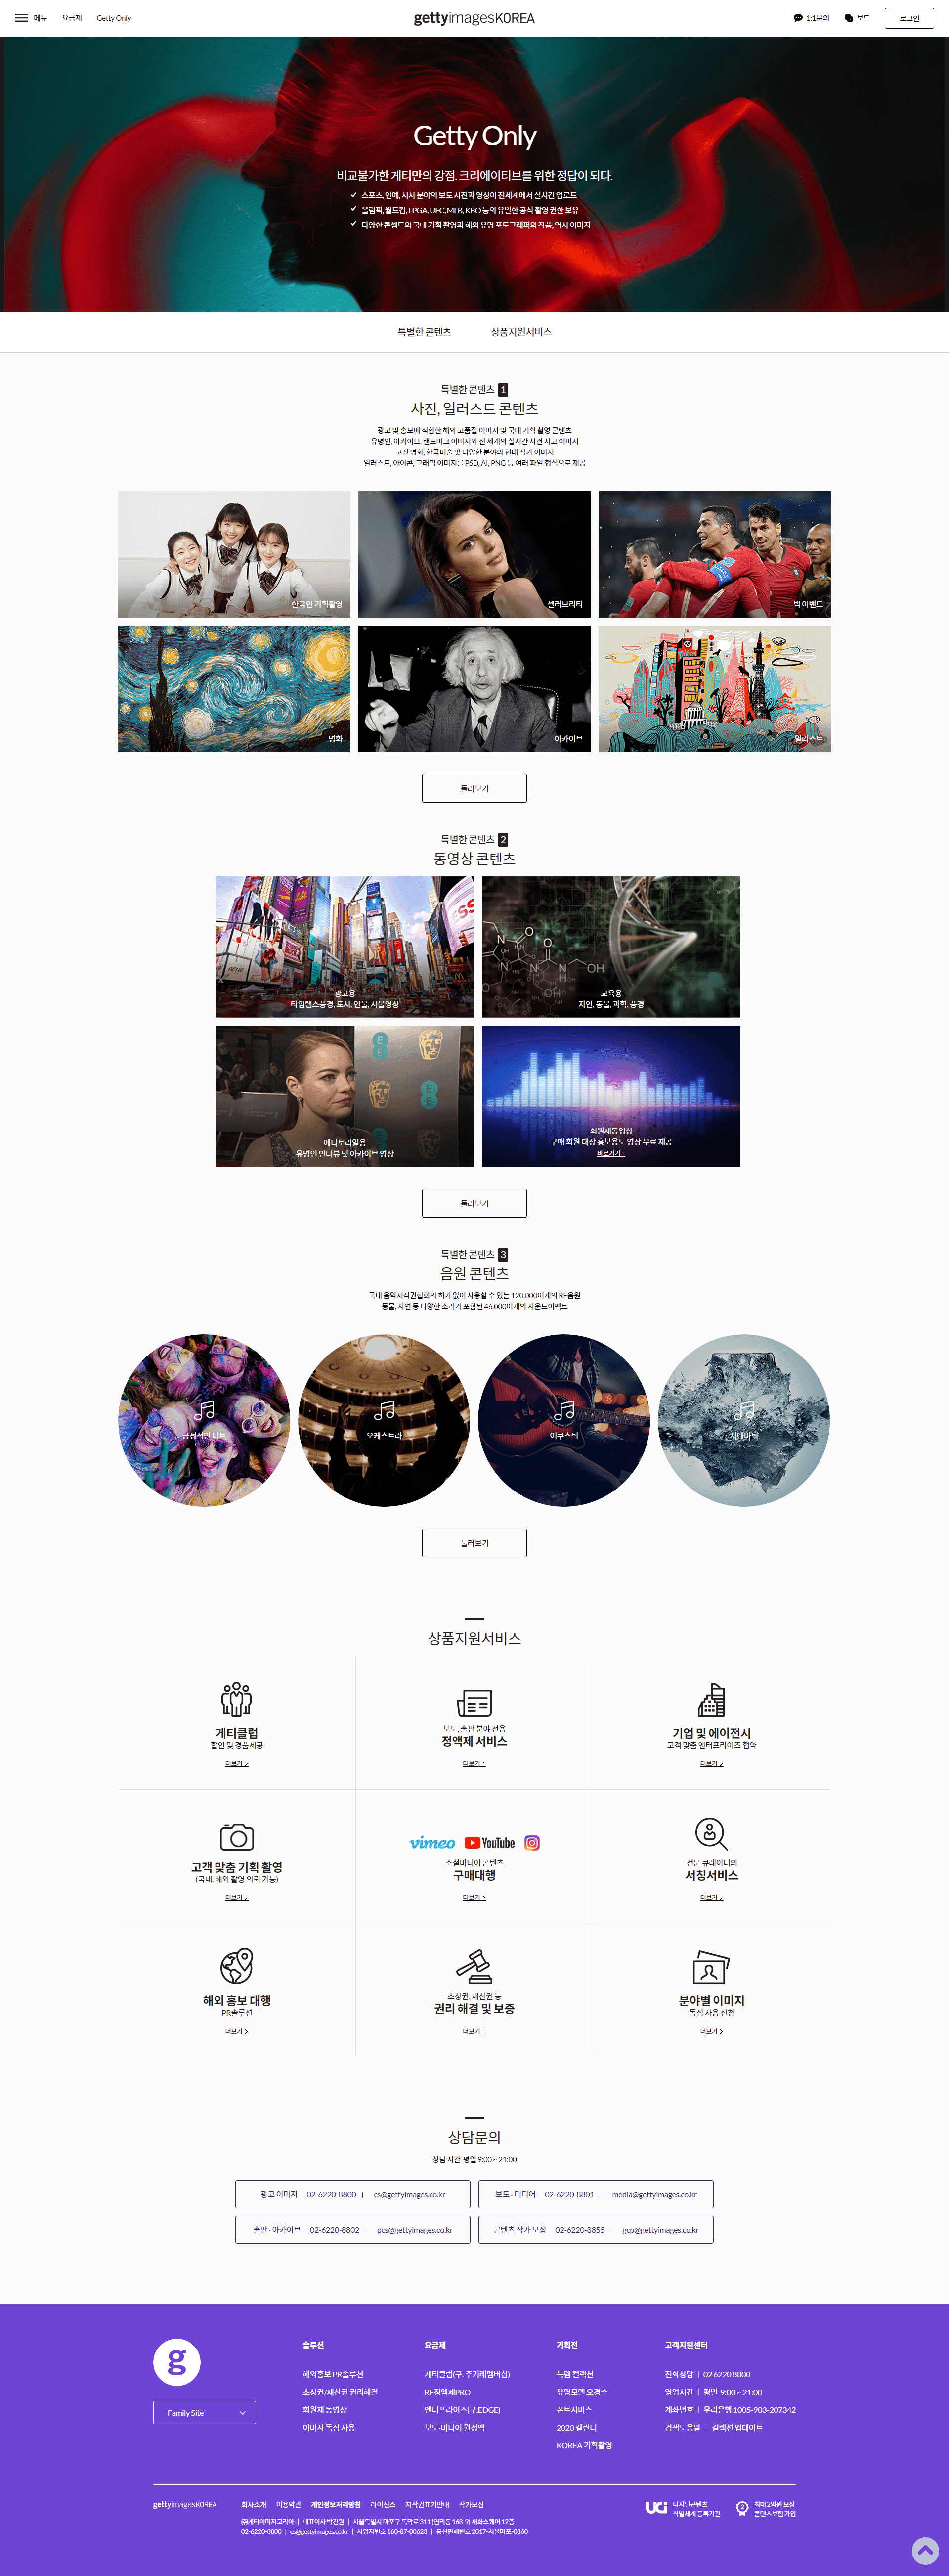 메뉴 요금제 Getty Only gettyimagesKOREA 1:1문의 보드 로그인
Getty Only
비교불가한 게티만의 강점. 크리에이티브를 위한 정답이 되다.
스포츠, 연예, 시사 분야의 보도 사진과 영상이 전세계에서 실시간 업로드
올림픽, 월드컵, LPGA, UFC, MLB, KBO 등의 유일한 공식 촬영 권한 보유
다양한 콘셉트의 국내 기획 촬영과 해외 유명 포토그래퍼의 작품, 역사 이미지
특별한 콘텐츠 상품지원서비스
특별한 콘텐츠 1
사진, 일러스트 콘텐츠
광고 및 홍보에 적합한 해외 고품질 이미지 및 국내 기획 촬영 콘텐츠
유명인, 아카이브, 랜드마크 이미지와 전 세계의 실시간 사건 사고 이미지
고전 명화, 한국미술 및 다양한 분야의 현대 작가 이미지
일러스트, 아이콘, 그래픽 이미지를 PSD, AI, PNG 등 여러 파일 형식으로 제공
한국인 기획촬영 셀러브리티 빅 이벤트
명화 아카이브 일러스트
둘러보기
특별한 콘텐츠 2
동영상 콘텐츠
광고용
타임랩스풍경, 도시, 인물, 사물영상
교육용
자연, 동물, 과학, 풍경
에디토리얼용
유명인 인터뷰 및 아카이브 영상
회원제동영상
구매 회원 대상 홍보용도 영상 무료 제공
바로가기 >
둘러보기
특별한 콘텐츠 3
음원 콘텐츠
국내 음악저작권협회의 허가 없이 사용할 수 있는 120,000여개의 RF음원
동물, 자연 등 다양한 소리가 포함된 46,000여개의 사운드이펙트
긍정적인 비트 오케스트라 어쿠스틱 시네마틱
둘러보기
상품지원서비스
게티클럽
할인 및 경품제공
더보기 >
보도, 출판 분야 전용
정액제 서비스
더보기 >
기업 및 에이전시
고객 맞춤 엔터프라이즈 협약
더보기 >
고객 맞춤 기획 촬영
(국내, 해외 촬영 의뢰 가능)
더보기 >
vimeo YouTube
소셜미디어 콘텐츠
구매대행
더보기 >
전문 큐레이터의
서칭서비스
더보기 >
해외 홍보 대행
PR솔루션
더보기 >
초상권, 재산권 등
권리 해결 및 보증
더보기 >
분야별 이미지
독점 사용 신청
더보기 >
상담문의
상담 시간 평일 9:00 ~ 21:00
광고 이미지 02-6220-8800 | cs@gettyimages.co.kr
보도 · 미디어 02-6220-8801 | media@gettyimages.co.kr
출판 · 아카이브 02-6220-8802 | pcs@gettyimages.co.kr
콘텐츠 작가 모집 02-6220-8855 | gcp@gettyimages.co.kr
g
Family Site
솔루션
해외홍보 PR솔루션
초상권/재산권 권리해결
회원제 동영상
이미지 독점 사용
요금제
게티클럽(구. 주거래멤버십)
RF정액제PRO
엔터프라이즈(구.EDGE)
보도·미디어 월정액
기획전
득템 컬렉션
유명모델 오경수
폰트서비스
2020 캘린더
KOREA 기획촬영
고객지원센터
전화상담 | 02 6220 8800
영업시간 | 평일 9:00 ~ 21:00
계좌번호 | 우리은행 1005-903-207342
검색도움말 | 컬렉션 업데이트
gettyimagesKOREA
회사소개 이용약관 개인정보처리방침 라이선스 저작권표기안내 작가모집
㈜게티이미지코리아 | 대표이사 박건원 | 서울특별시 마포구 독막로 311 (염리동 168-9) 재화스퀘어 12층
02-6220-8800 | cs@gettyimages.co.kr | 사업자번호 160-87-00623 | 통신판매번호 2017-서울마포-0860
UCI 디지털콘텐츠
식별체계 등록기관
최대 2억원 보상
콘텐츠보험 가입